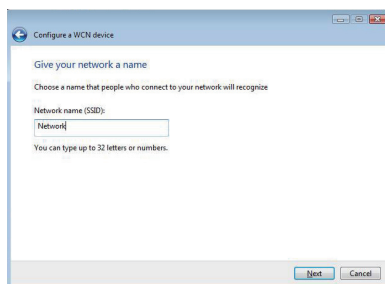 Configure a WCN device
Give your network a name
Choose a name that people who connect to your network will recognize
Network name (SSID):
Network
You can type up to 32 letters or numbers.
Next Cancel